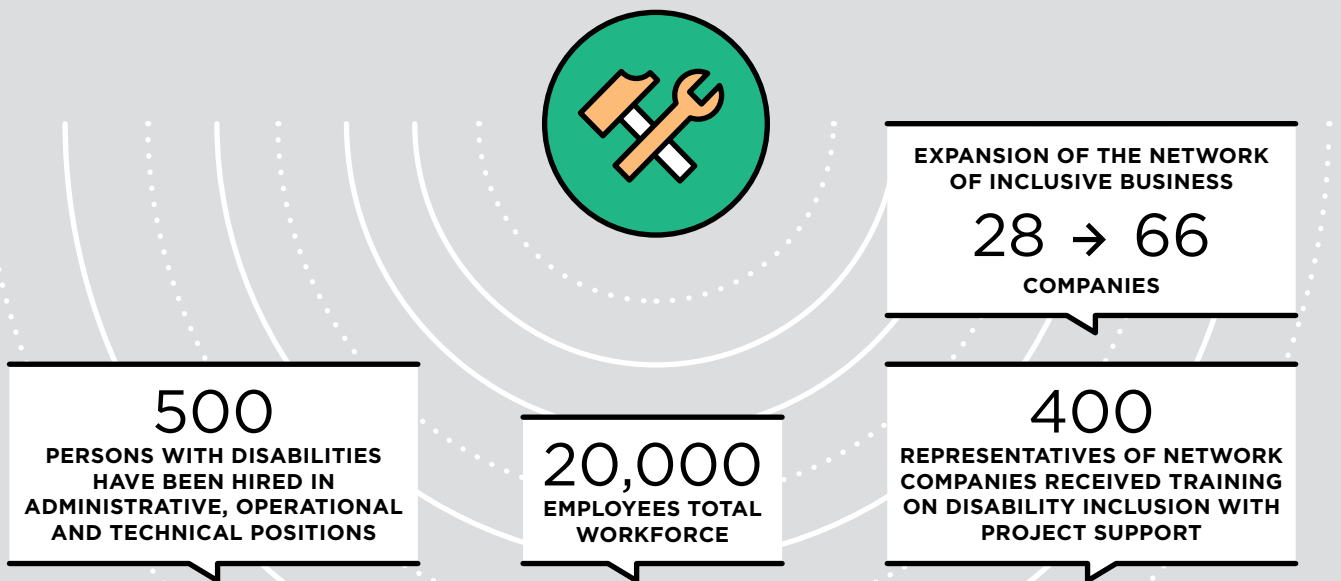 EXPANSION OF THE NETWORK
OF INCLUSIVE BUSINESS
28 → 66
COMPANIES
500
PERSONS WITH DISABILITIES
HAVE BEEN HIRED IN
ADMINISTRATIVE, OPERATIONAL
AND TECHNICAL POSITIONS
20,000
EMPLOYEES TOTAL
WORKFORCE
400
REPRESENTATIVES OF NETWORK
COMPANIES RECEIVED TRAINING
ON DISABILITY INCLUSION WITH
PROJECT SUPPORT